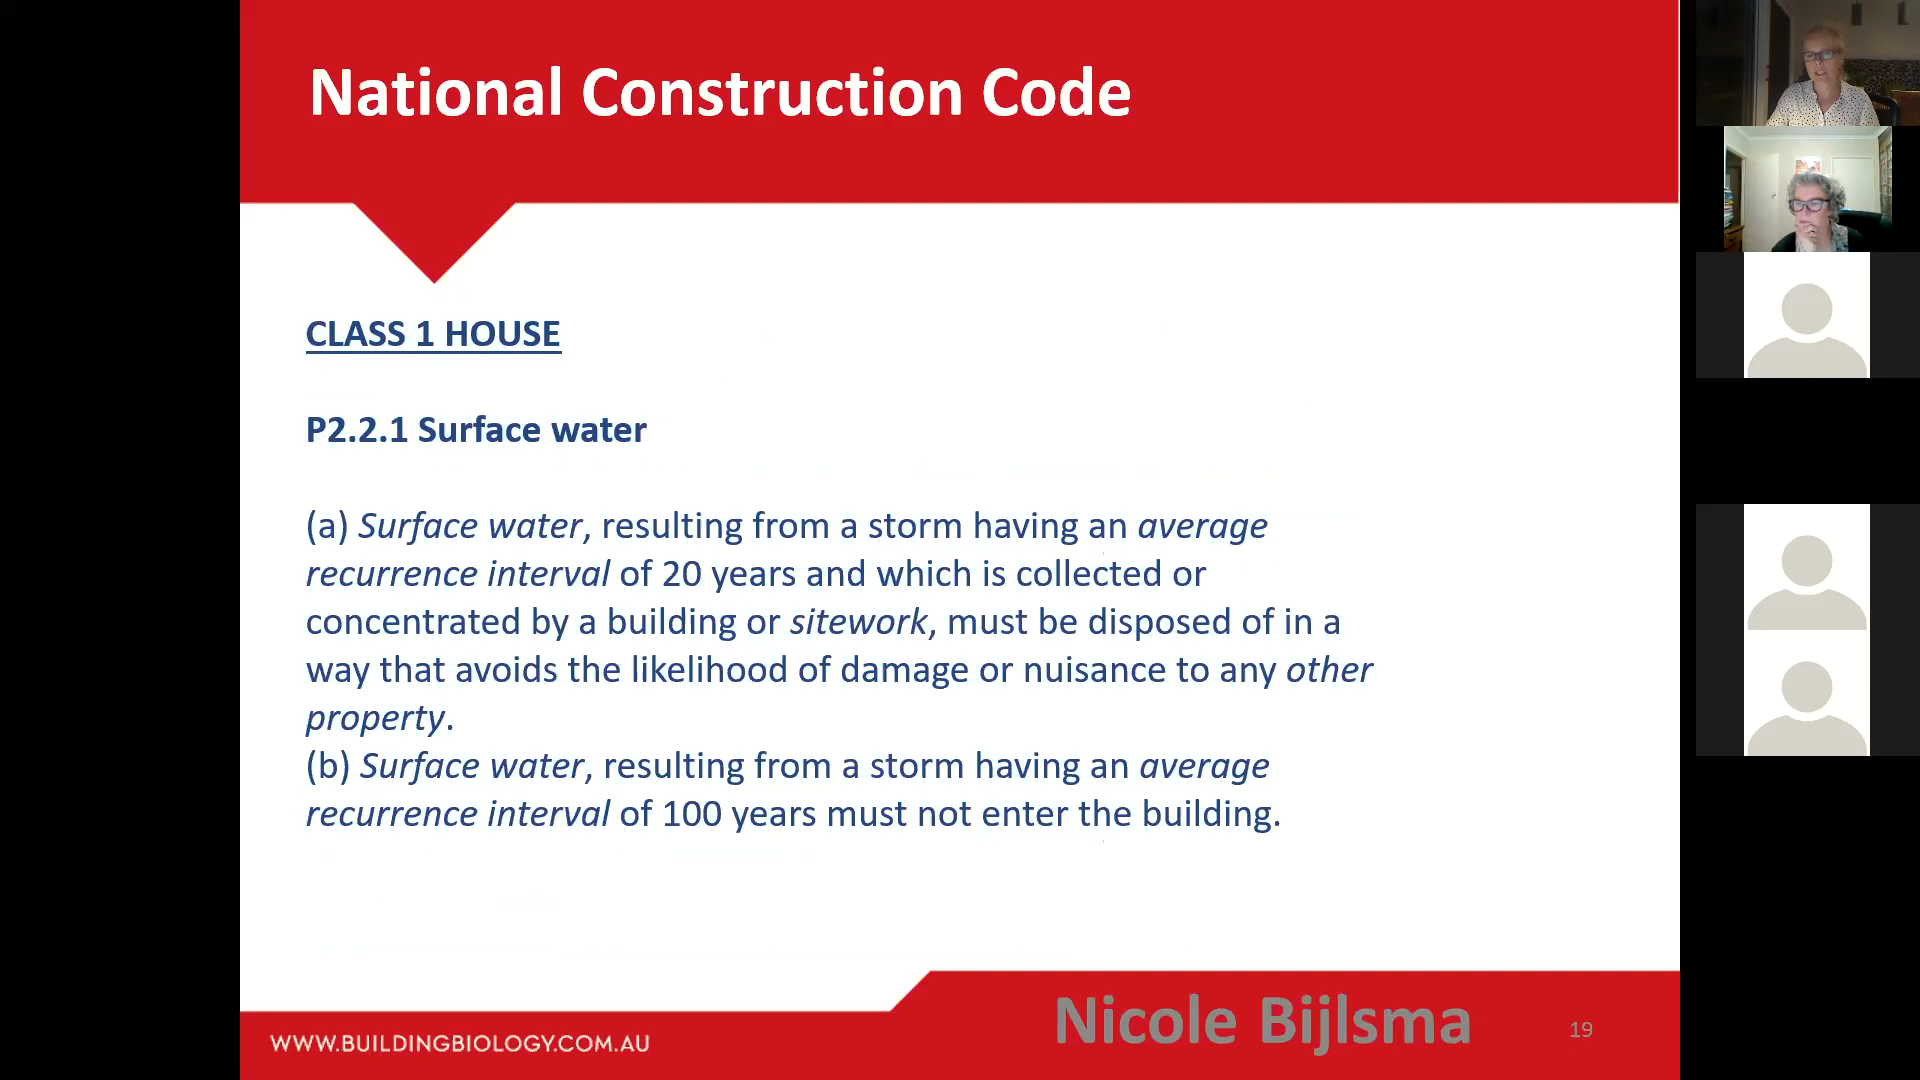 National Construction Code
CLASS 1 HOUSE
P2.2.1 Surface water
(a) Surface water, resulting from a storm having an average
recurrence interval of 20 years and which is collected or
concentrated by a building or sitework, must be disposed of in a
way that avoids the likelihood of damage or nuisance to any other
property.
(b) Surface water, resulting from a storm having an average
recurrence interval of 100 years must not enter the building.
WWW.BUILDINGBIOLOGY.COM.AU
Nicole Bijlsma
19